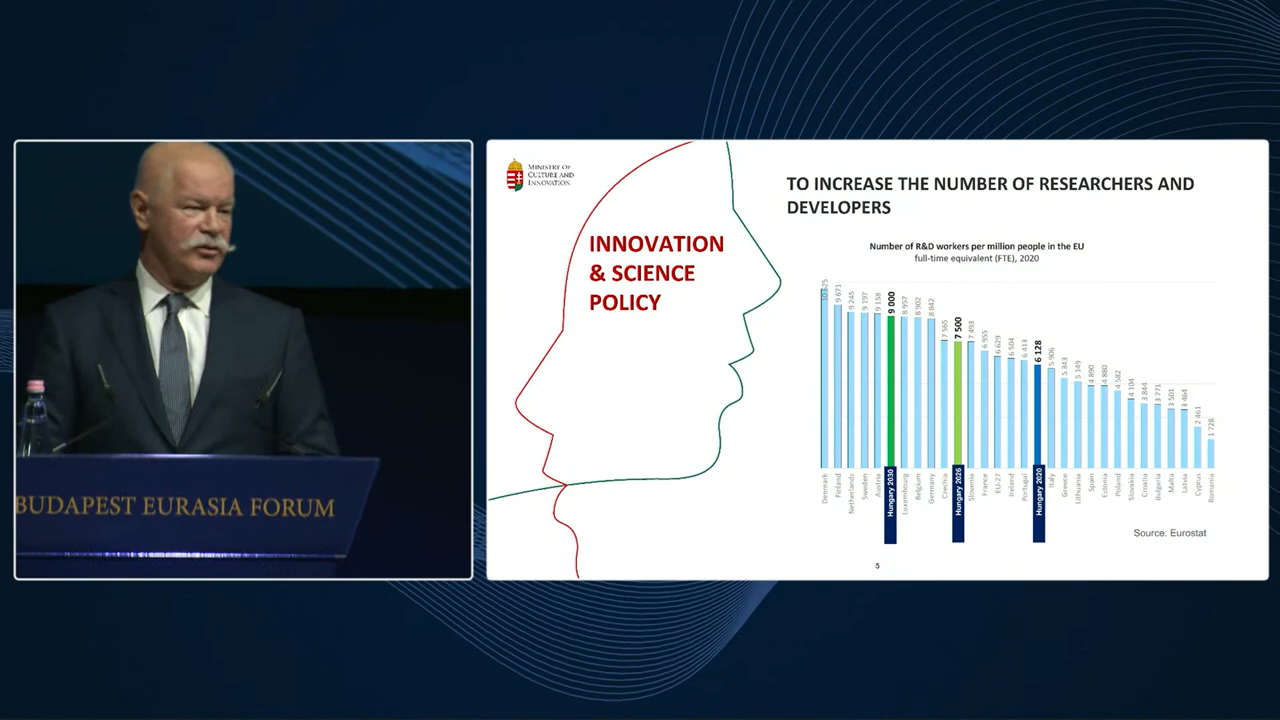 BUDAPEST EURASIA FORUM
MINISTRY OF
CULTURE AND
INNOVATION
INNOVATION
& SCIENCE
POLICY
TO INCREASE THE NUMBER OF RESEARCHERS AND
DEVELOPERS
Number of R&D workers per million people in the EU
full-time equivalent (FTE), 2020
9 671
9 245
9 197
9 158
9 000
8 957
8 902
8 842
7 565
7 500
7 493
6 955
6 629
6 504
6 413
6 128
5 906
5 343
5 149
4 890
4 880
4 582
4 104
3 844
3 771
3 501
3 464
2 461
1 728
Denmark
Finland
Netherlands
Sweden
Austria
Hungary 2030
Luxembourg
Belgium
Germany
Czechia
Hungary 2026
Slovenia
France
EU-27
Ireland
Portugal
Hungary 2020
Italy
Greece
Lithuania
Spain
Estonia
Poland
Slovakia
Croatia
Bulgaria
Malta
Latvia
Cyprus
Romania
Source: Eurostat
5